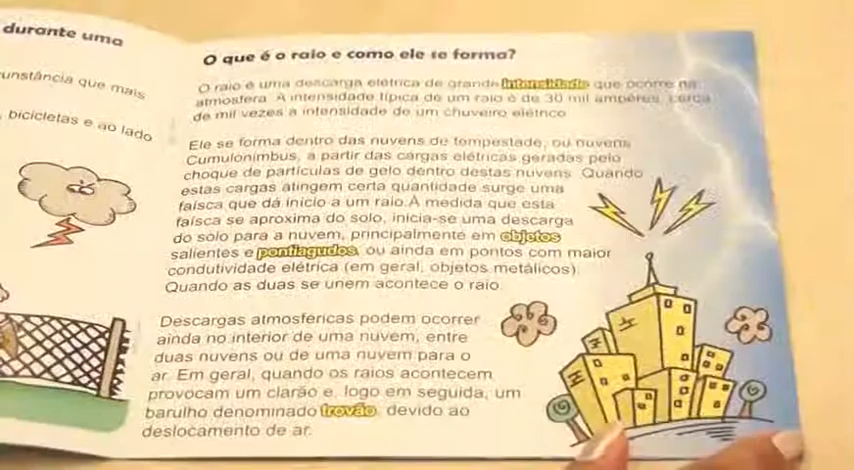 durante uma
unstância que mais
bicicletas e ao lado
O que é o raio e como ele se forma?
O raio é uma descarga elétrica de grande intensidade que ocorre na
atmosfera. A intensidade típica de um raio é de 30 mil ampères, cerca
de mil vezes a intensidade de um chuveiro elétrico
Ele se forma dentro das nuvens de tempestade, ou nuvens
Cumulonimbus, a partir das cargas elétricas geradas pelo
choque de partículas de gelo dentro destas nuvens. Quando
estas cargas atingem certa quantidade surge uma
faísca que dá início a um raio. À medida que esta
faísca se aproxima do solo, inicia-se uma descarga
do solo para a nuvem, principalmente em objetos
salientes e pontiagudos, ou ainda em pontos com maior
condutividade elétrica (em geral, objetos metálicos).
Quando as duas se unem acontece o raio.
Descargas atmosféricas podem ocorrer
ainda no interior de uma nuvem, entre
duas nuvens ou de uma nuvem para o
ar. Em geral, quando os raios acontecem
provocam um clarão e, logo em seguida, um
barulho denominado trovão, devido ao
deslocamento de ar.